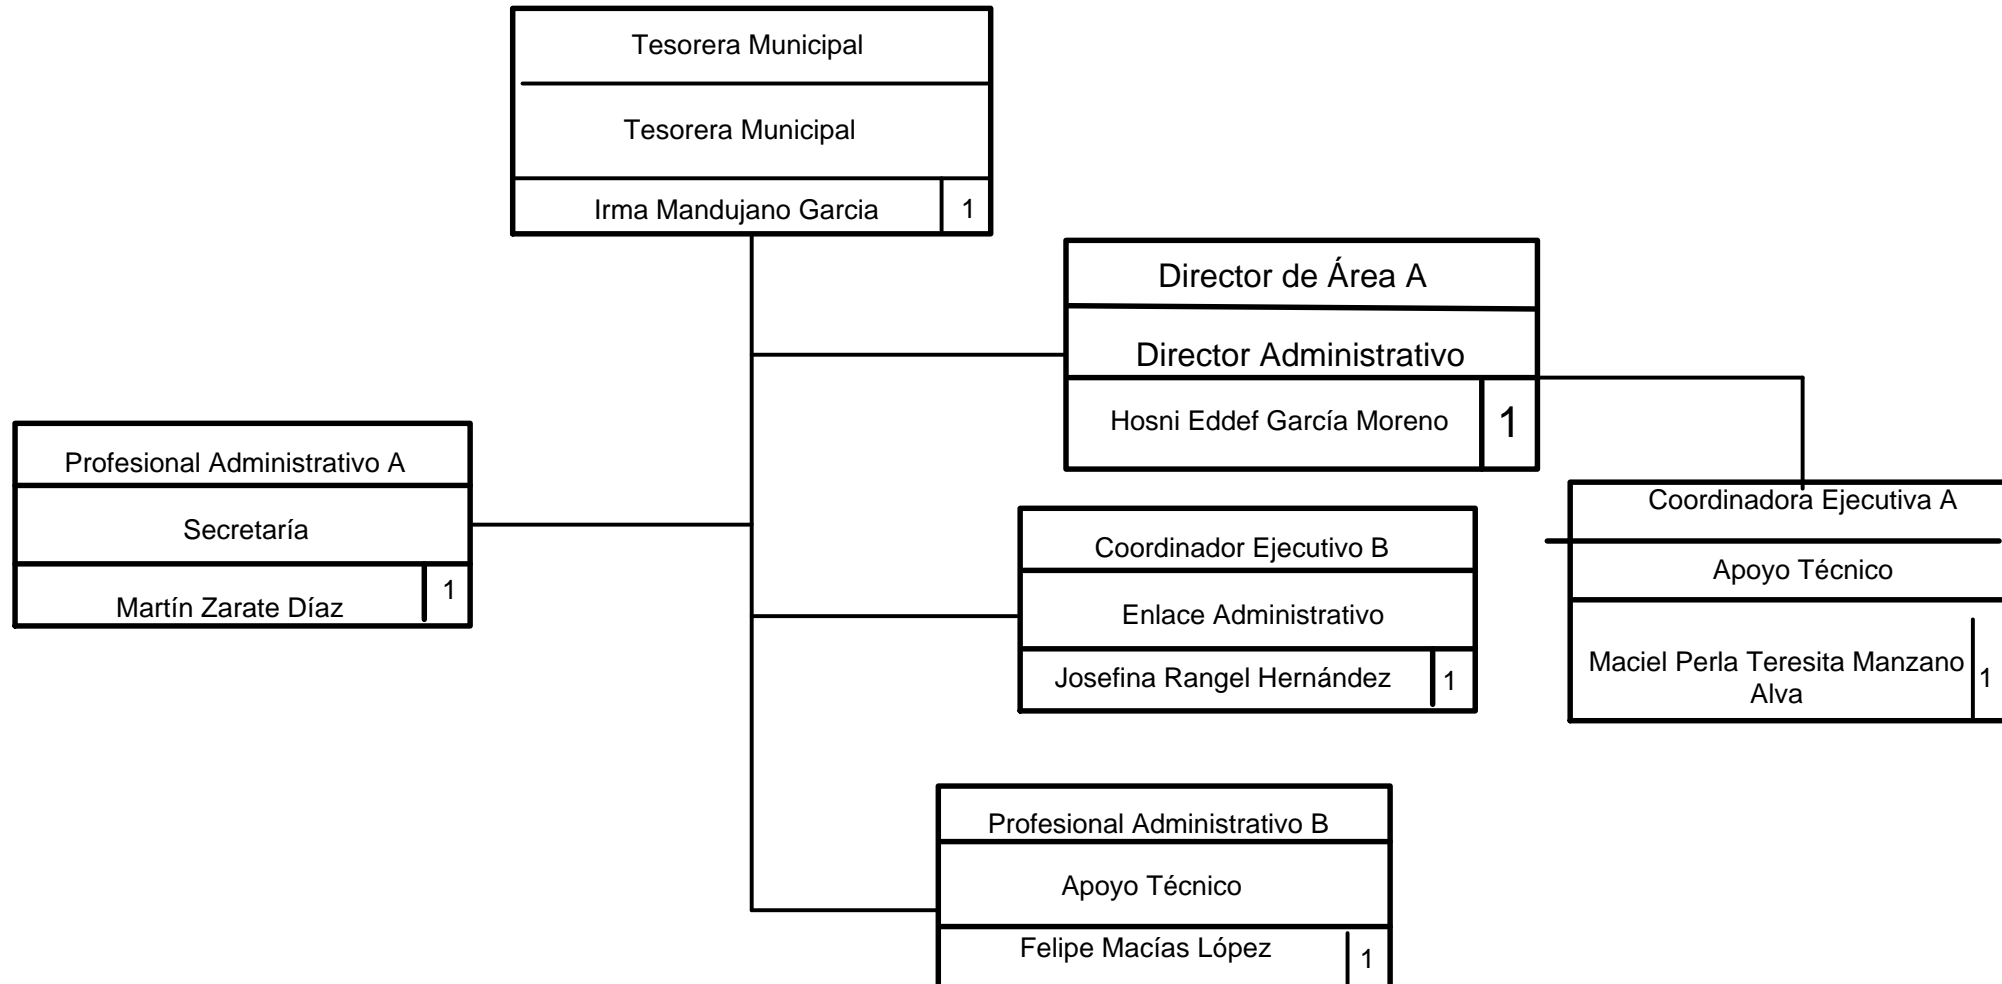 Tesorera Municipal
Tesorera Municipal
Irma Mandujano Garcia
1
Director de Área A
Director Administrativo
Hosni Eddef García Moreno
1
Profesional Administrativo A
Secretaría
Martín Zarate Díaz
1
Coordinador Ejecutivo B
Enlace Administrativo
Josefina Rangel Hernández
1
Coordinadora Ejecutiva A
Apoyo Técnico
Maciel Perla Teresita Manzano
Alva
1
Profesional Administrativo B
Apoyo Técnico
Felipe Macías López
1